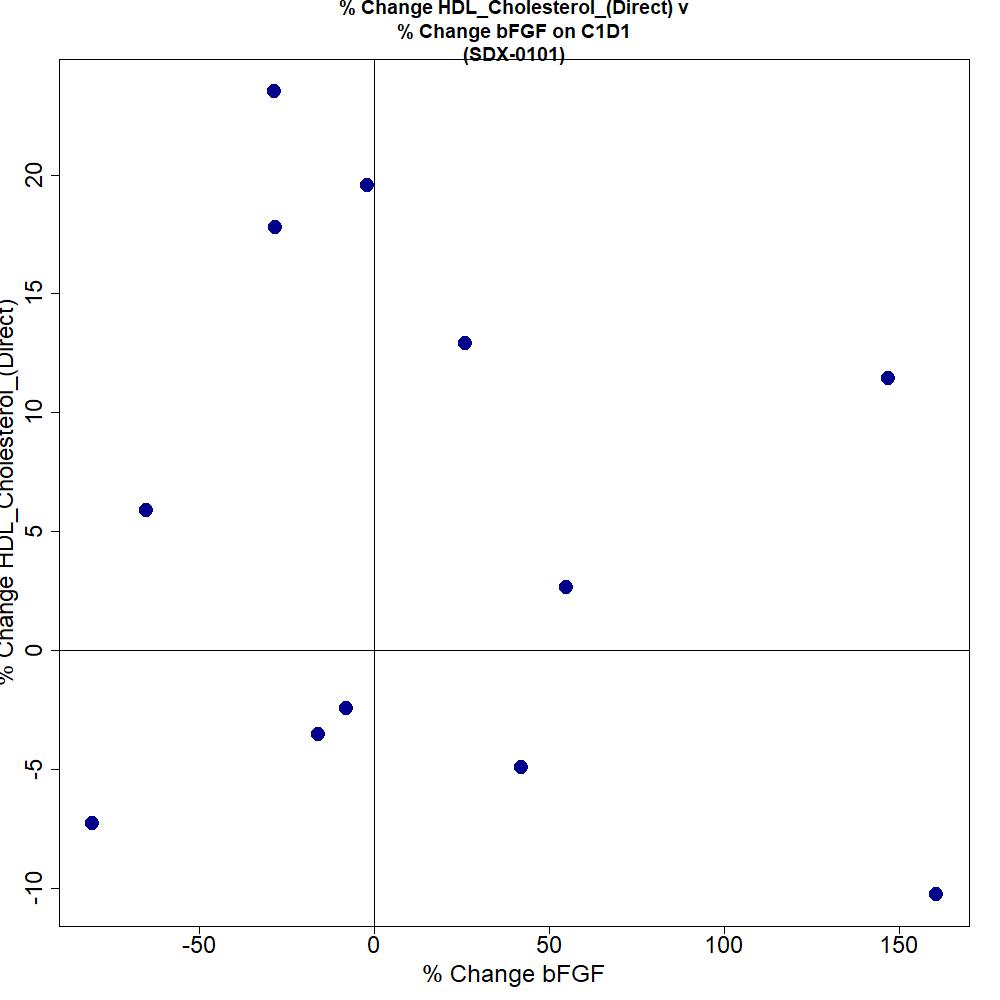 % Change HDL_Cholesterol_(Direct) v
% Change bFGF on C1D1
(SDX-0101)
% Change HDL_Cholesterol_(Direct)
20
15
10
5
0
-5
-10
-50 0 50 100 150
% Change bFGF